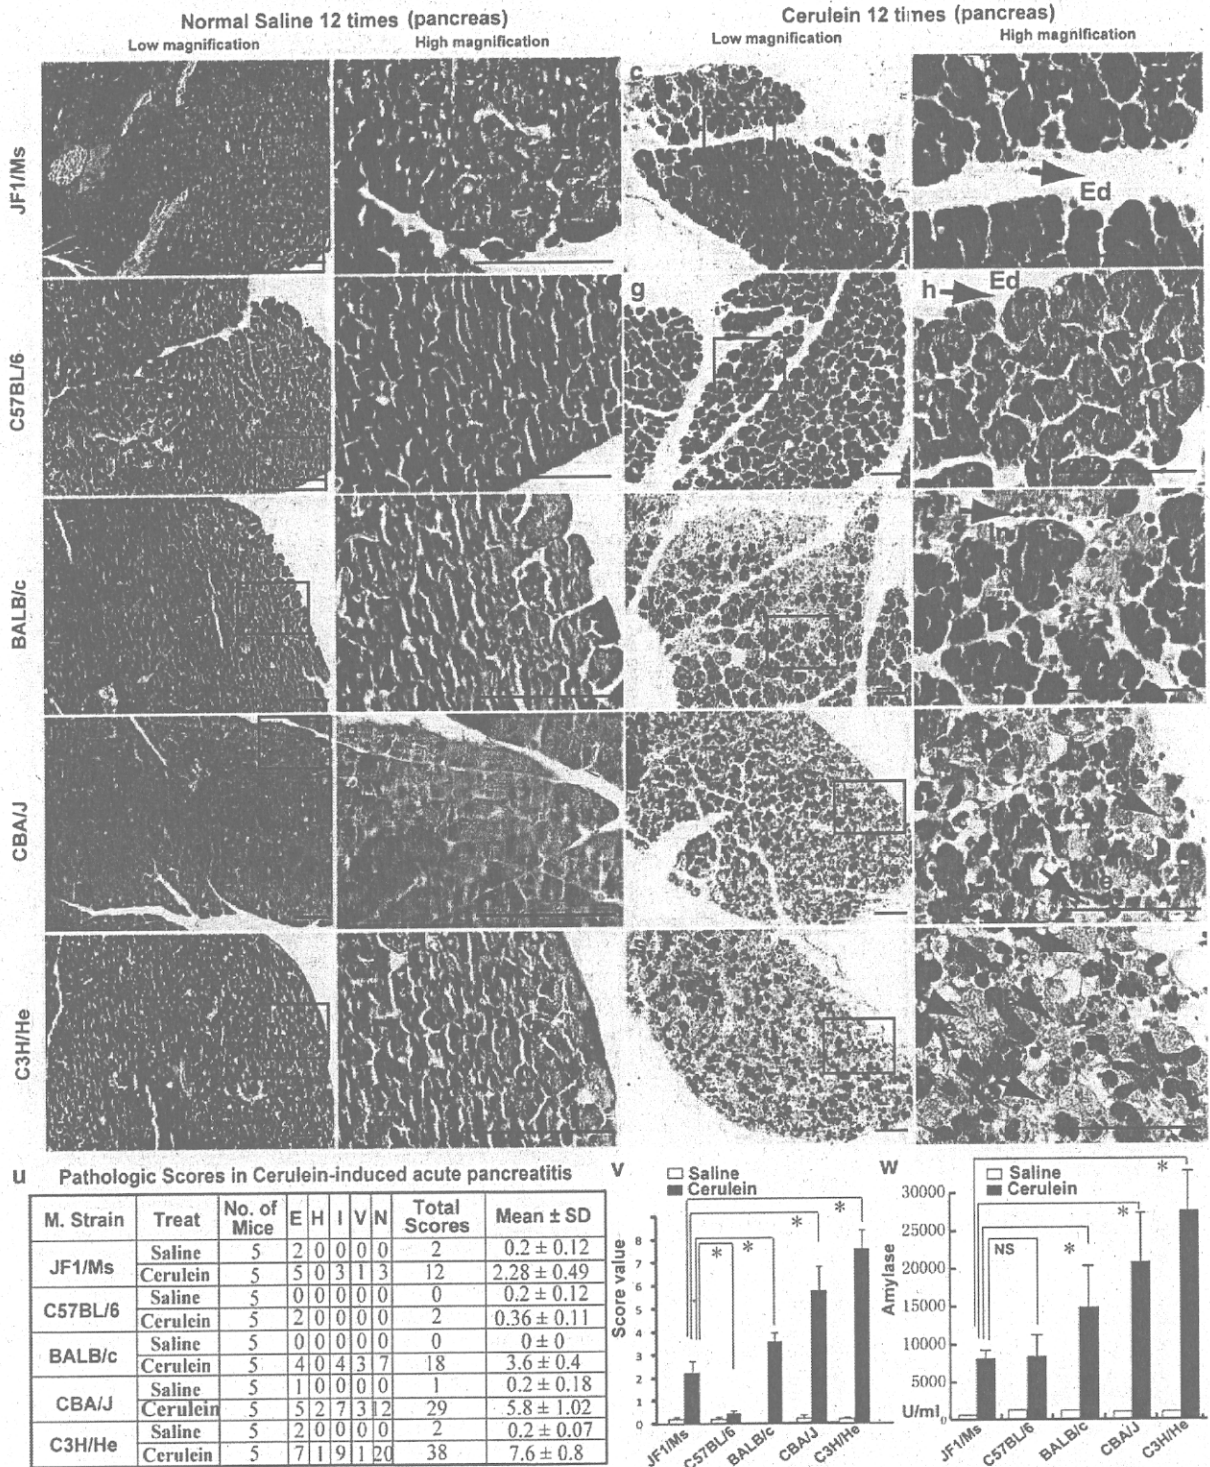 Normal Saline 12 times (pancreas)
Cerulein 12 times (pancreas)
Low magnification
High magnification
Low magnification
High magnification
JF1/Ms
c
Ed
C57BL/6
g
h
Ed
BALB/c
In
CBA/J
C3H/He
u Pathologic Scores in Cerulein-induced acute pancreatitis
M. Strain Treat No. of Mice E H I V N Total Scores Mean ± SD
JF1/Ms Saline 5 2 0 0 0 0 2 0.2 ± 0.12
Cerulein 5 5 0 3 1 3 12 2.28 ± 0.49
C57BL/6 Saline 5 0 0 0 0 0 0 0.2 ± 0.12
Cerulein 5 2 0 0 0 0 2 0.36 ± 0.11
BALB/c Saline 5 0 0 0 0 0 0 0 ± 0
Cerulein 5 4 0 4 3 7 18 3.6 ± 0.4
CBA/J Saline 5 1 0 0 0 0 1 0.2 ± 0.18
Cerulein 5 5 2 7 3 12 29 5.8 ± 1.02
C3H/He Saline 5 2 0 0 0 0 2 0.2 ± 0.07
Cerulein 5 7 1 9 1 20 38 7.6 ± 0.8
v
Saline
Cerulein
* * * *
Score value
8
7
6
5
4
3
2
1
0
JF1/Ms C57BL/6 BALB/c CBA/J C3H/He
w
Saline
Cerulein
NS * * *
Amylase
30000
25000
20000
15000
10000
5000
U/ml 0
JF1/Ms C57BL/6 BALB/c CBA/J C3H/He